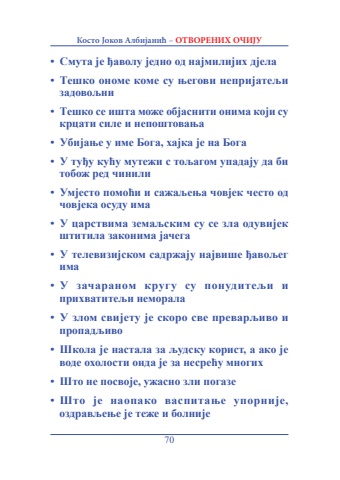 Косто Јоков Албијанић – ОТВОРЕНИХ ОЧИЈУ
• Смута је ђаволу једно од најмилијих дјела
• Тешко ономе коме су његови непријатељи
задовољни
• Тешко се ишта може објаснити онима који су
крцати силе и непоштовања
• Убијање у име Бога, хајка је на Бога
• У туђу кућу мутежи с тољагом упадају да би
тобож ред чинили
• Умјесто помоћи и сажаљења човјек често од
човјека осуду има
• У царствима земаљским су се зла одувијек
штитила законима јачега
• У телевизијском садржају највише ђавољег
има
• У зачараном кругу су понудитељи и
прихватитељи неморала
• У злом свијету је скоро све преварљиво и
пропадљиво
• Школа је настала за људску корист, а ако је
воде охолости онда је за несрећу многих
• Што не посвоје, ужасно зли погазе
• Што је наопако васпитање упорније,
оздрављење је теже и болније
70